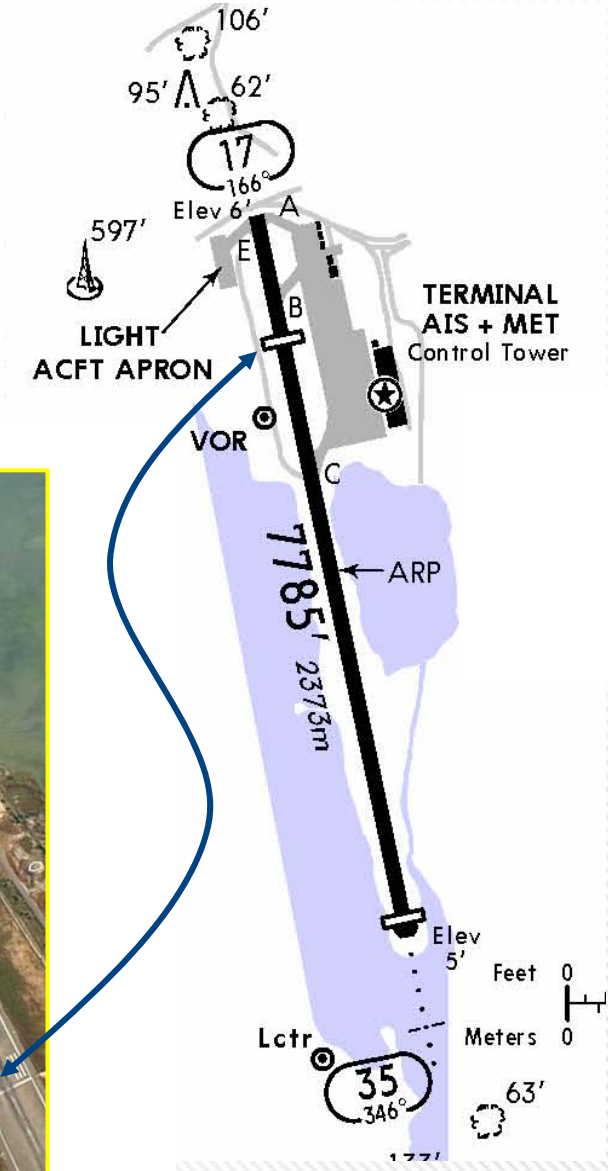 106'
95'
62'
17
166°
Elev 6'
A
597'
E
B
LIGHT
ACFT APRON
TERMINAL
AIS + MET
Control Tower
VOR
C
7785'
2373m
ARP
Elev
5'
Feet 0
Meters 0
Lctr
35
346°
63'